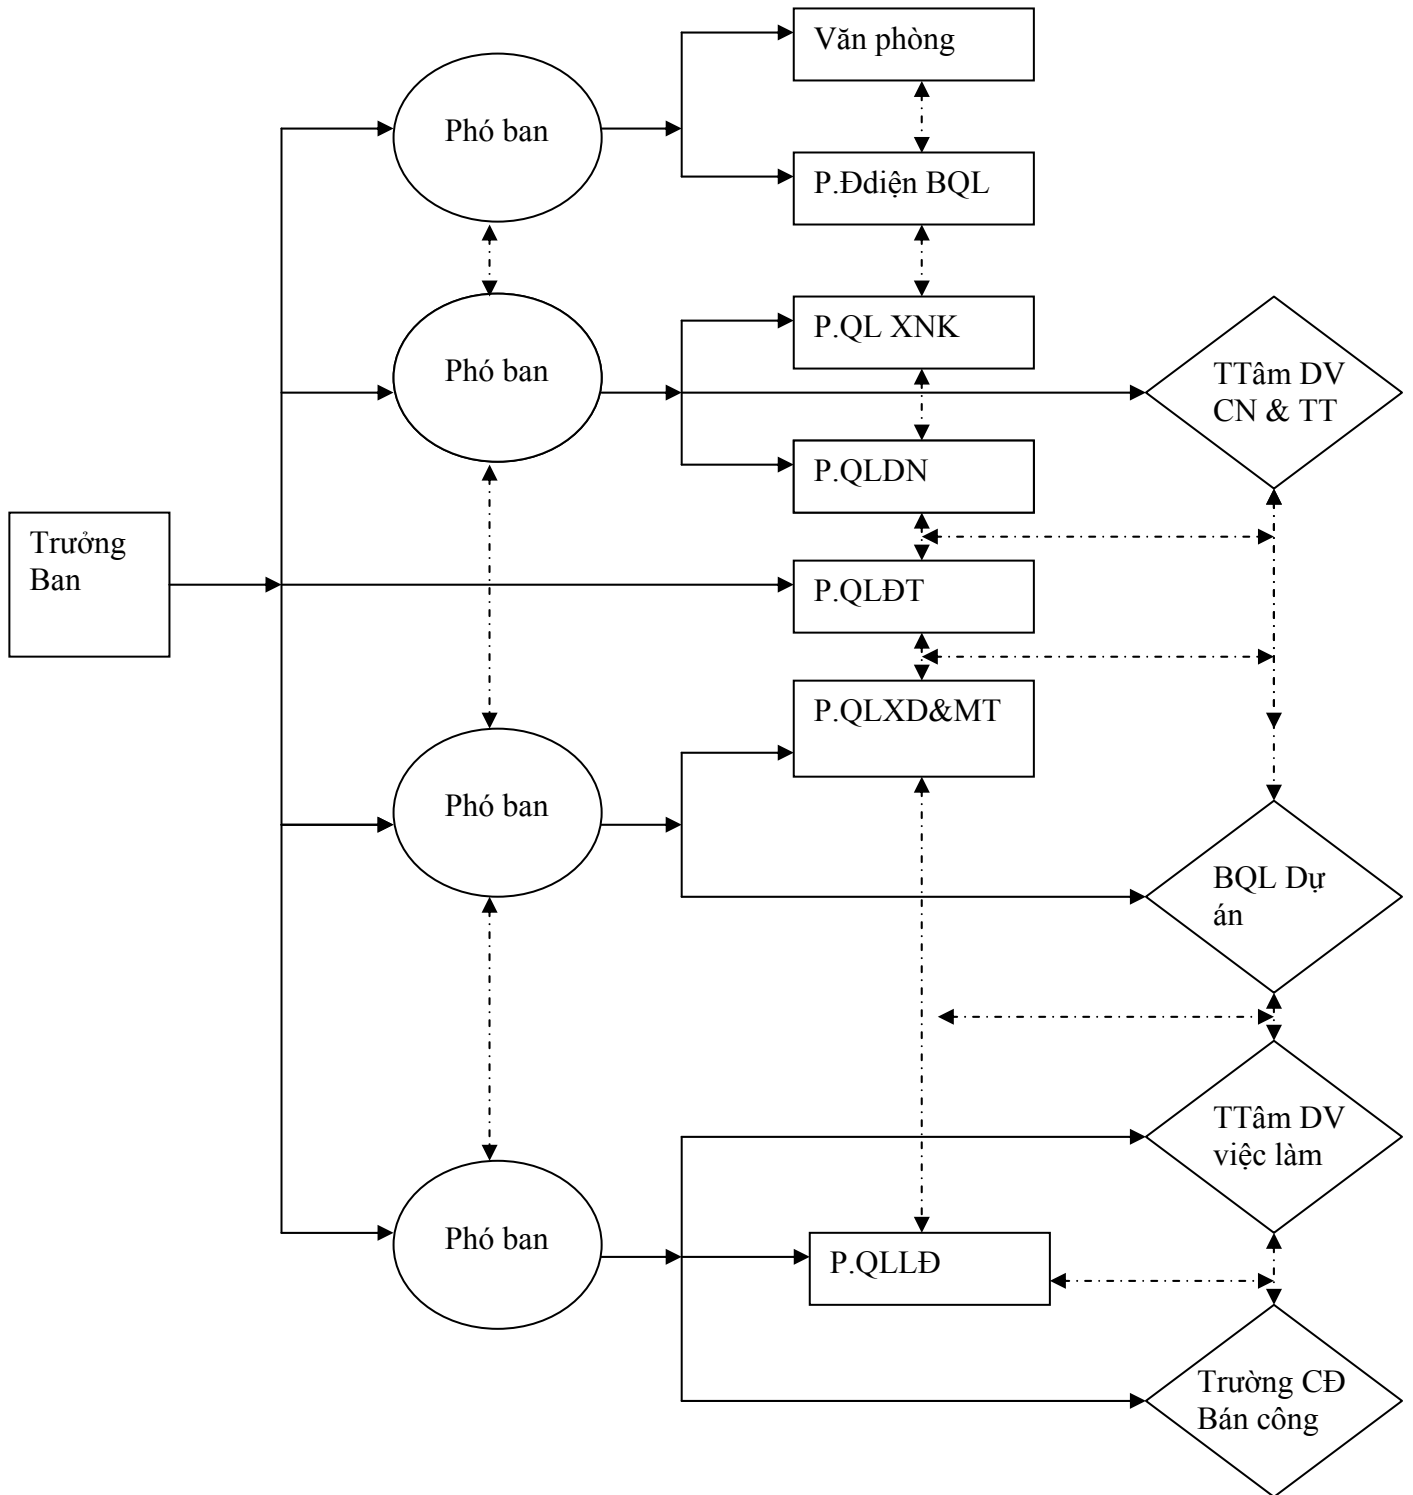 Văn phòng
Phó ban
P.Đdiện BQL
P.QL XNK
Phó ban
TTâm DV
CN & TT
P.QLDN
Trưởng
Ban
P.QLĐT
P.QLXD&MT
Phó ban
BQL Dự
án
TTâm DV
việc làm
Phó ban
P.QLLĐ
Trường CĐ
Bán công